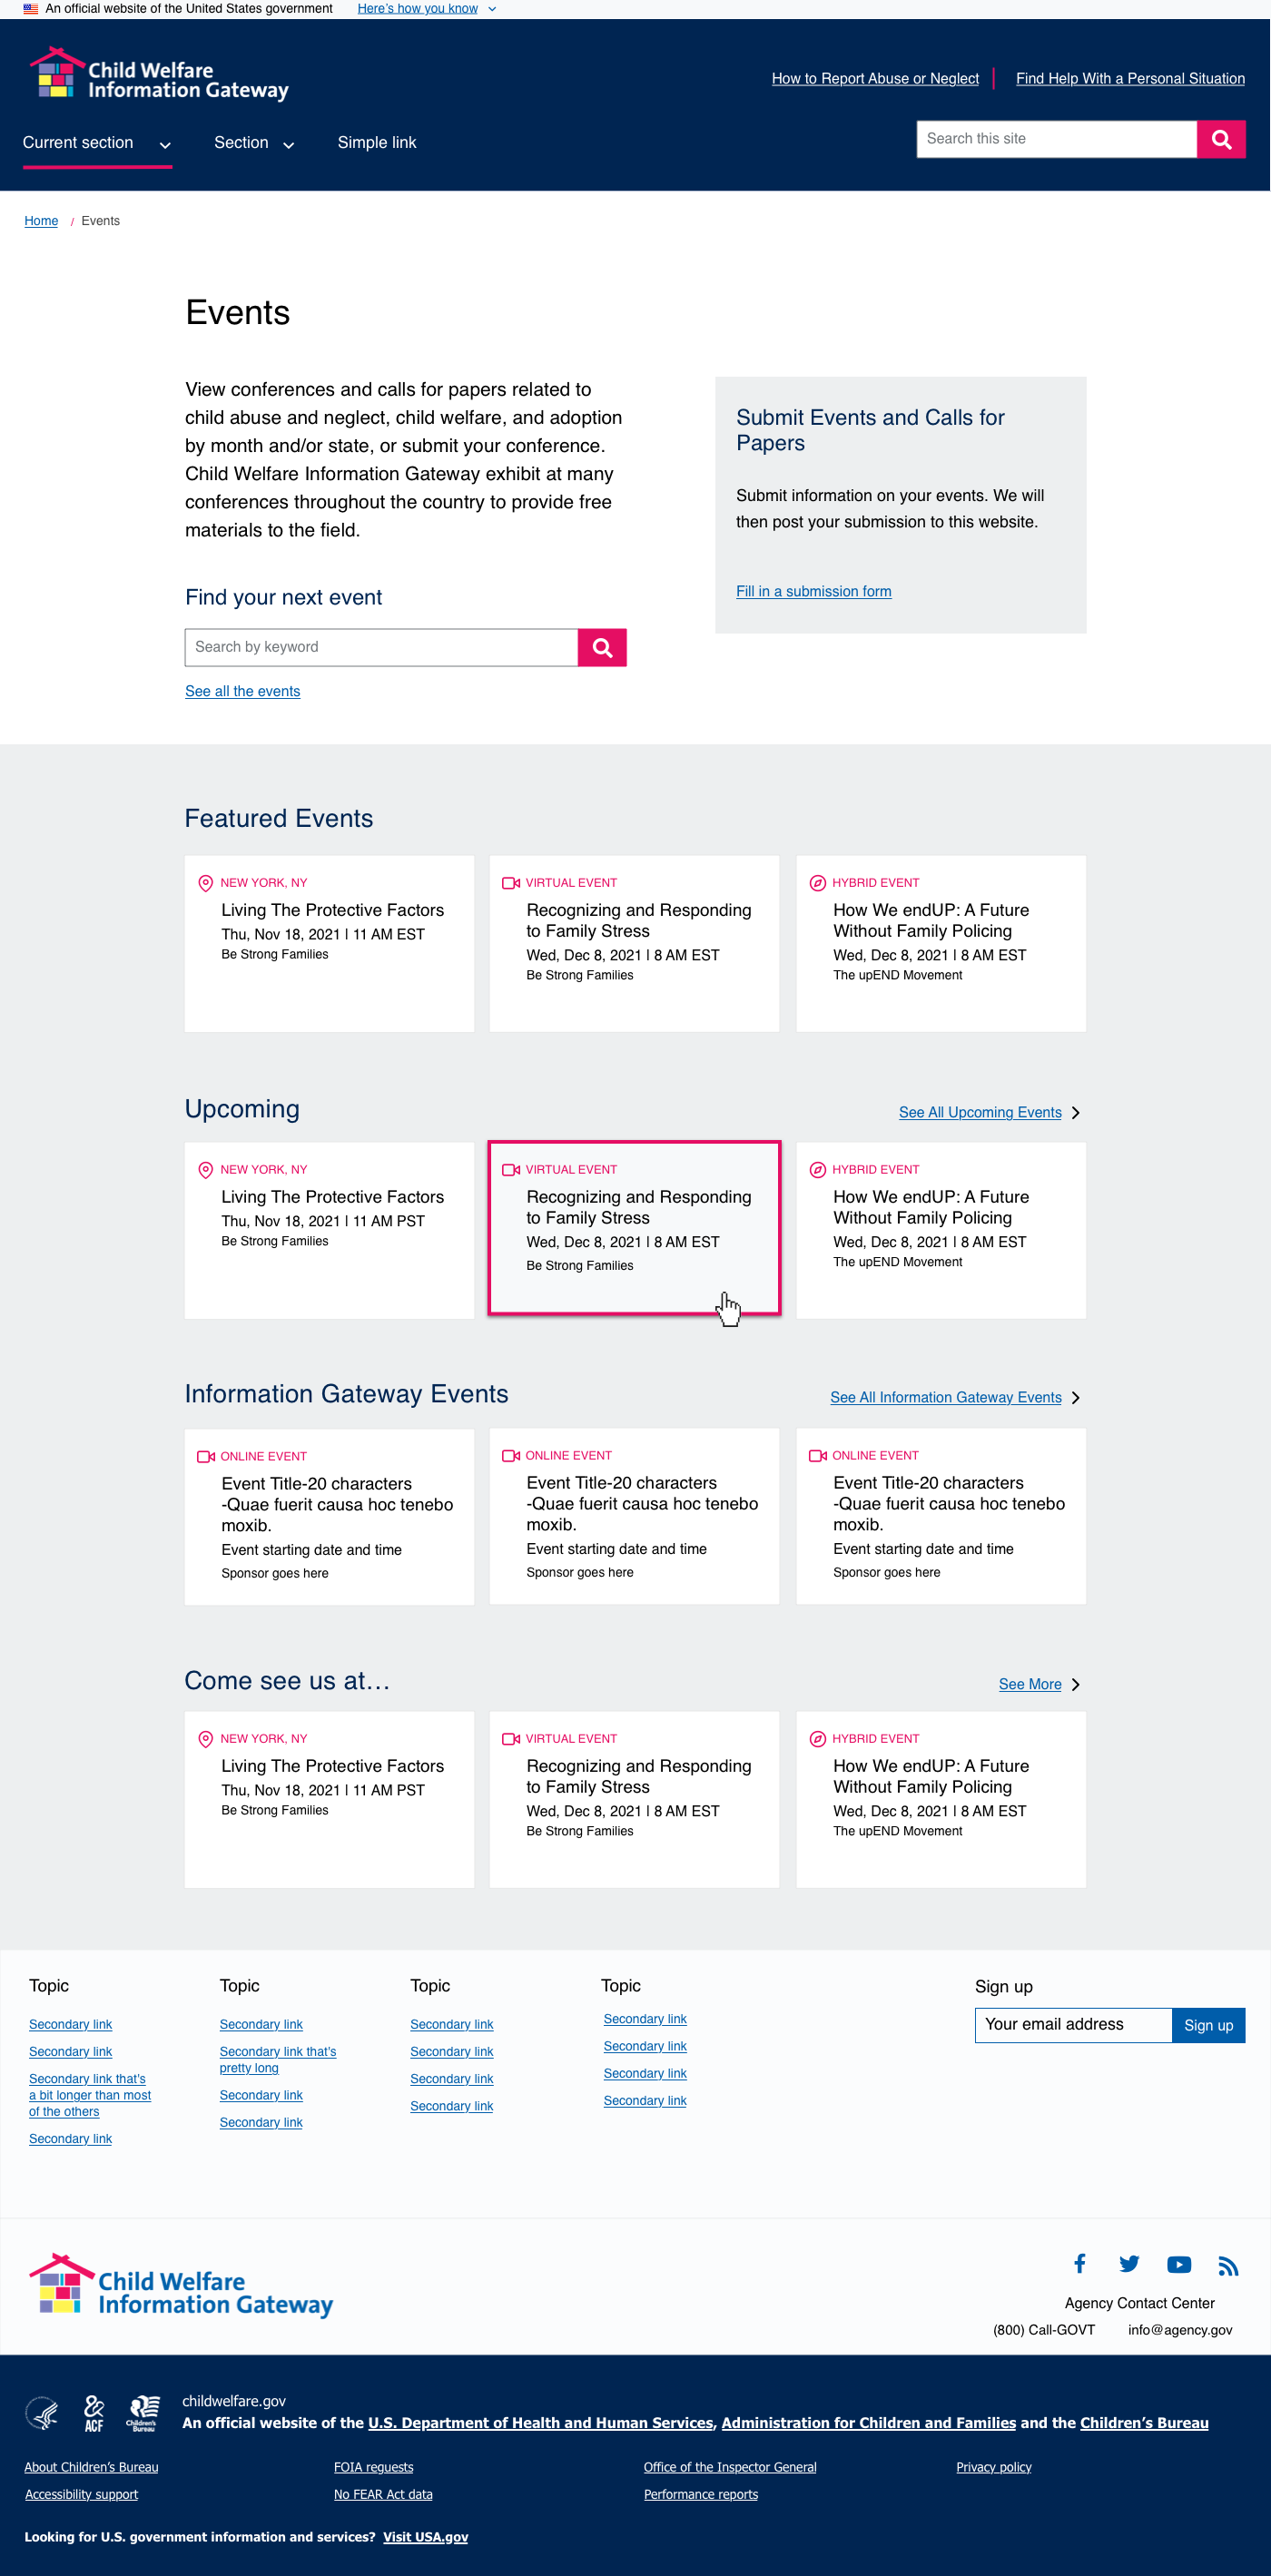 An official website of the United States government Here's how you know
Child Welfare
Information Gateway
How to Report Abuse or Neglect Find Help With a Personal Situation
Current section Section Simple link
Search this site
Home / Events
Events
View conferences and calls for papers related to
child abuse and neglect, child welfare, and adoption
by month and/or state, or submit your conference.
Child Welfare Information Gateway exhibit at many
conferences throughout the country to provide free
materials to the field.
Submit Events and Calls for
Papers
Submit information on your events. We will
then post your submission to this website.
Fill in a submission form
Find your next event
Search by keyword
See all the events
Featured Events
NEW YORK, NY
Living The Protective Factors
Thu, Nov 18, 2021 | 11 AM EST
Be Strong Families
VIRTUAL EVENT
Recognizing and Responding
to Family Stress
Wed, Dec 8, 2021 | 8 AM EST
Be Strong Families
HYBRID EVENT
How We endUP: A Future
Without Family Policing
Wed, Dec 8, 2021 | 8 AM EST
The upEND Movement
Upcoming
See All Upcoming Events
NEW YORK, NY
Living The Protective Factors
Thu, Nov 18, 2021 | 11 AM PST
Be Strong Families
VIRTUAL EVENT
Recognizing and Responding
to Family Stress
Wed, Dec 8, 2021 | 8 AM EST
Be Strong Families
HYBRID EVENT
How We endUP: A Future
Without Family Policing
Wed, Dec 8, 2021 | 8 AM EST
The upEND Movement
Information Gateway Events
See All Information Gateway Events
ONLINE EVENT
Event Title-20 characters
-Quae fuerit causa hoc tenebo
moxib.
Event starting date and time
Sponsor goes here
ONLINE EVENT
Event Title-20 characters
-Quae fuerit causa hoc tenebo
moxib.
Event starting date and time
Sponsor goes here
ONLINE EVENT
Event Title-20 characters
-Quae fuerit causa hoc tenebo
moxib.
Event starting date and time
Sponsor goes here
Come see us at…
See More
NEW YORK, NY
Living The Protective Factors
Thu, Nov 18, 2021 | 11 AM PST
Be Strong Families
VIRTUAL EVENT
Recognizing and Responding
to Family Stress
Wed, Dec 8, 2021 | 8 AM EST
Be Strong Families
HYBRID EVENT
How We endUP: A Future
Without Family Policing
Wed, Dec 8, 2021 | 8 AM EST
The upEND Movement
Topic
Secondary link
Secondary link
Secondary link that's
a bit longer than most
of the others
Secondary link
Topic
Secondary link
Secondary link that's
pretty long
Secondary link
Secondary link
Topic
Secondary link
Secondary link
Secondary link
Secondary link
Topic
Secondary link
Secondary link
Secondary link
Secondary link
Sign up
Your email address Sign up
Child Welfare
Information Gateway
Agency Contact Center
(800) Call-GOVT info@agency.gov
ACF
Children's
Bureau
childwelfare.gov
An official website of the U.S. Department of Health and Human Services, Administration for Children and Families and the Children's Bureau
About Children's Bureau FOIA requests Office of the Inspector General Privacy policy
Accessibility support No FEAR Act data Performance reports
Looking for U.S. government information and services? Visit USA.gov